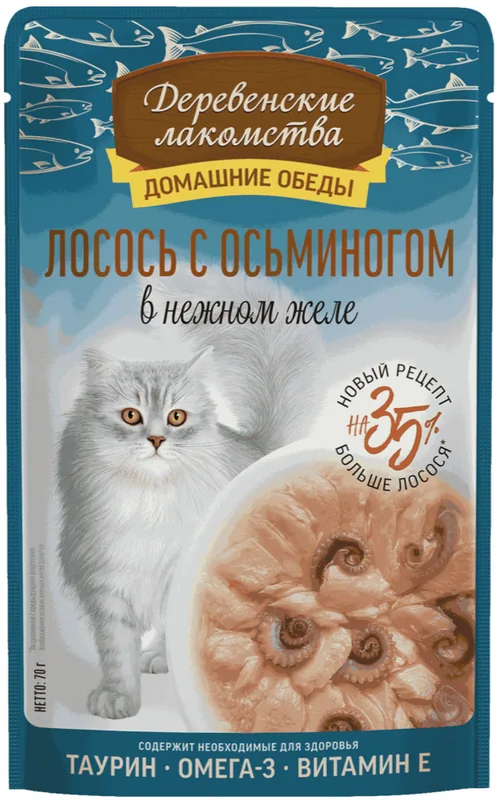 Деревенские
лакомства
ДОМАШНИЕ ОБЕДЫ
ЛОСОСЬ С ОСЬМИНОГОМ
в нежном желе
НОВЫЙ РЕЦЕПТ
НА 35%
БОЛЬШЕ ЛОСОСЯ*
НЕТТО: 70 г
СОДЕРЖИТ НЕОБХОДИМЫЕ ДЛЯ ЗДОРОВЬЯ
ТАУРИН · ОМЕГА-3 · ВИТАМИН Е